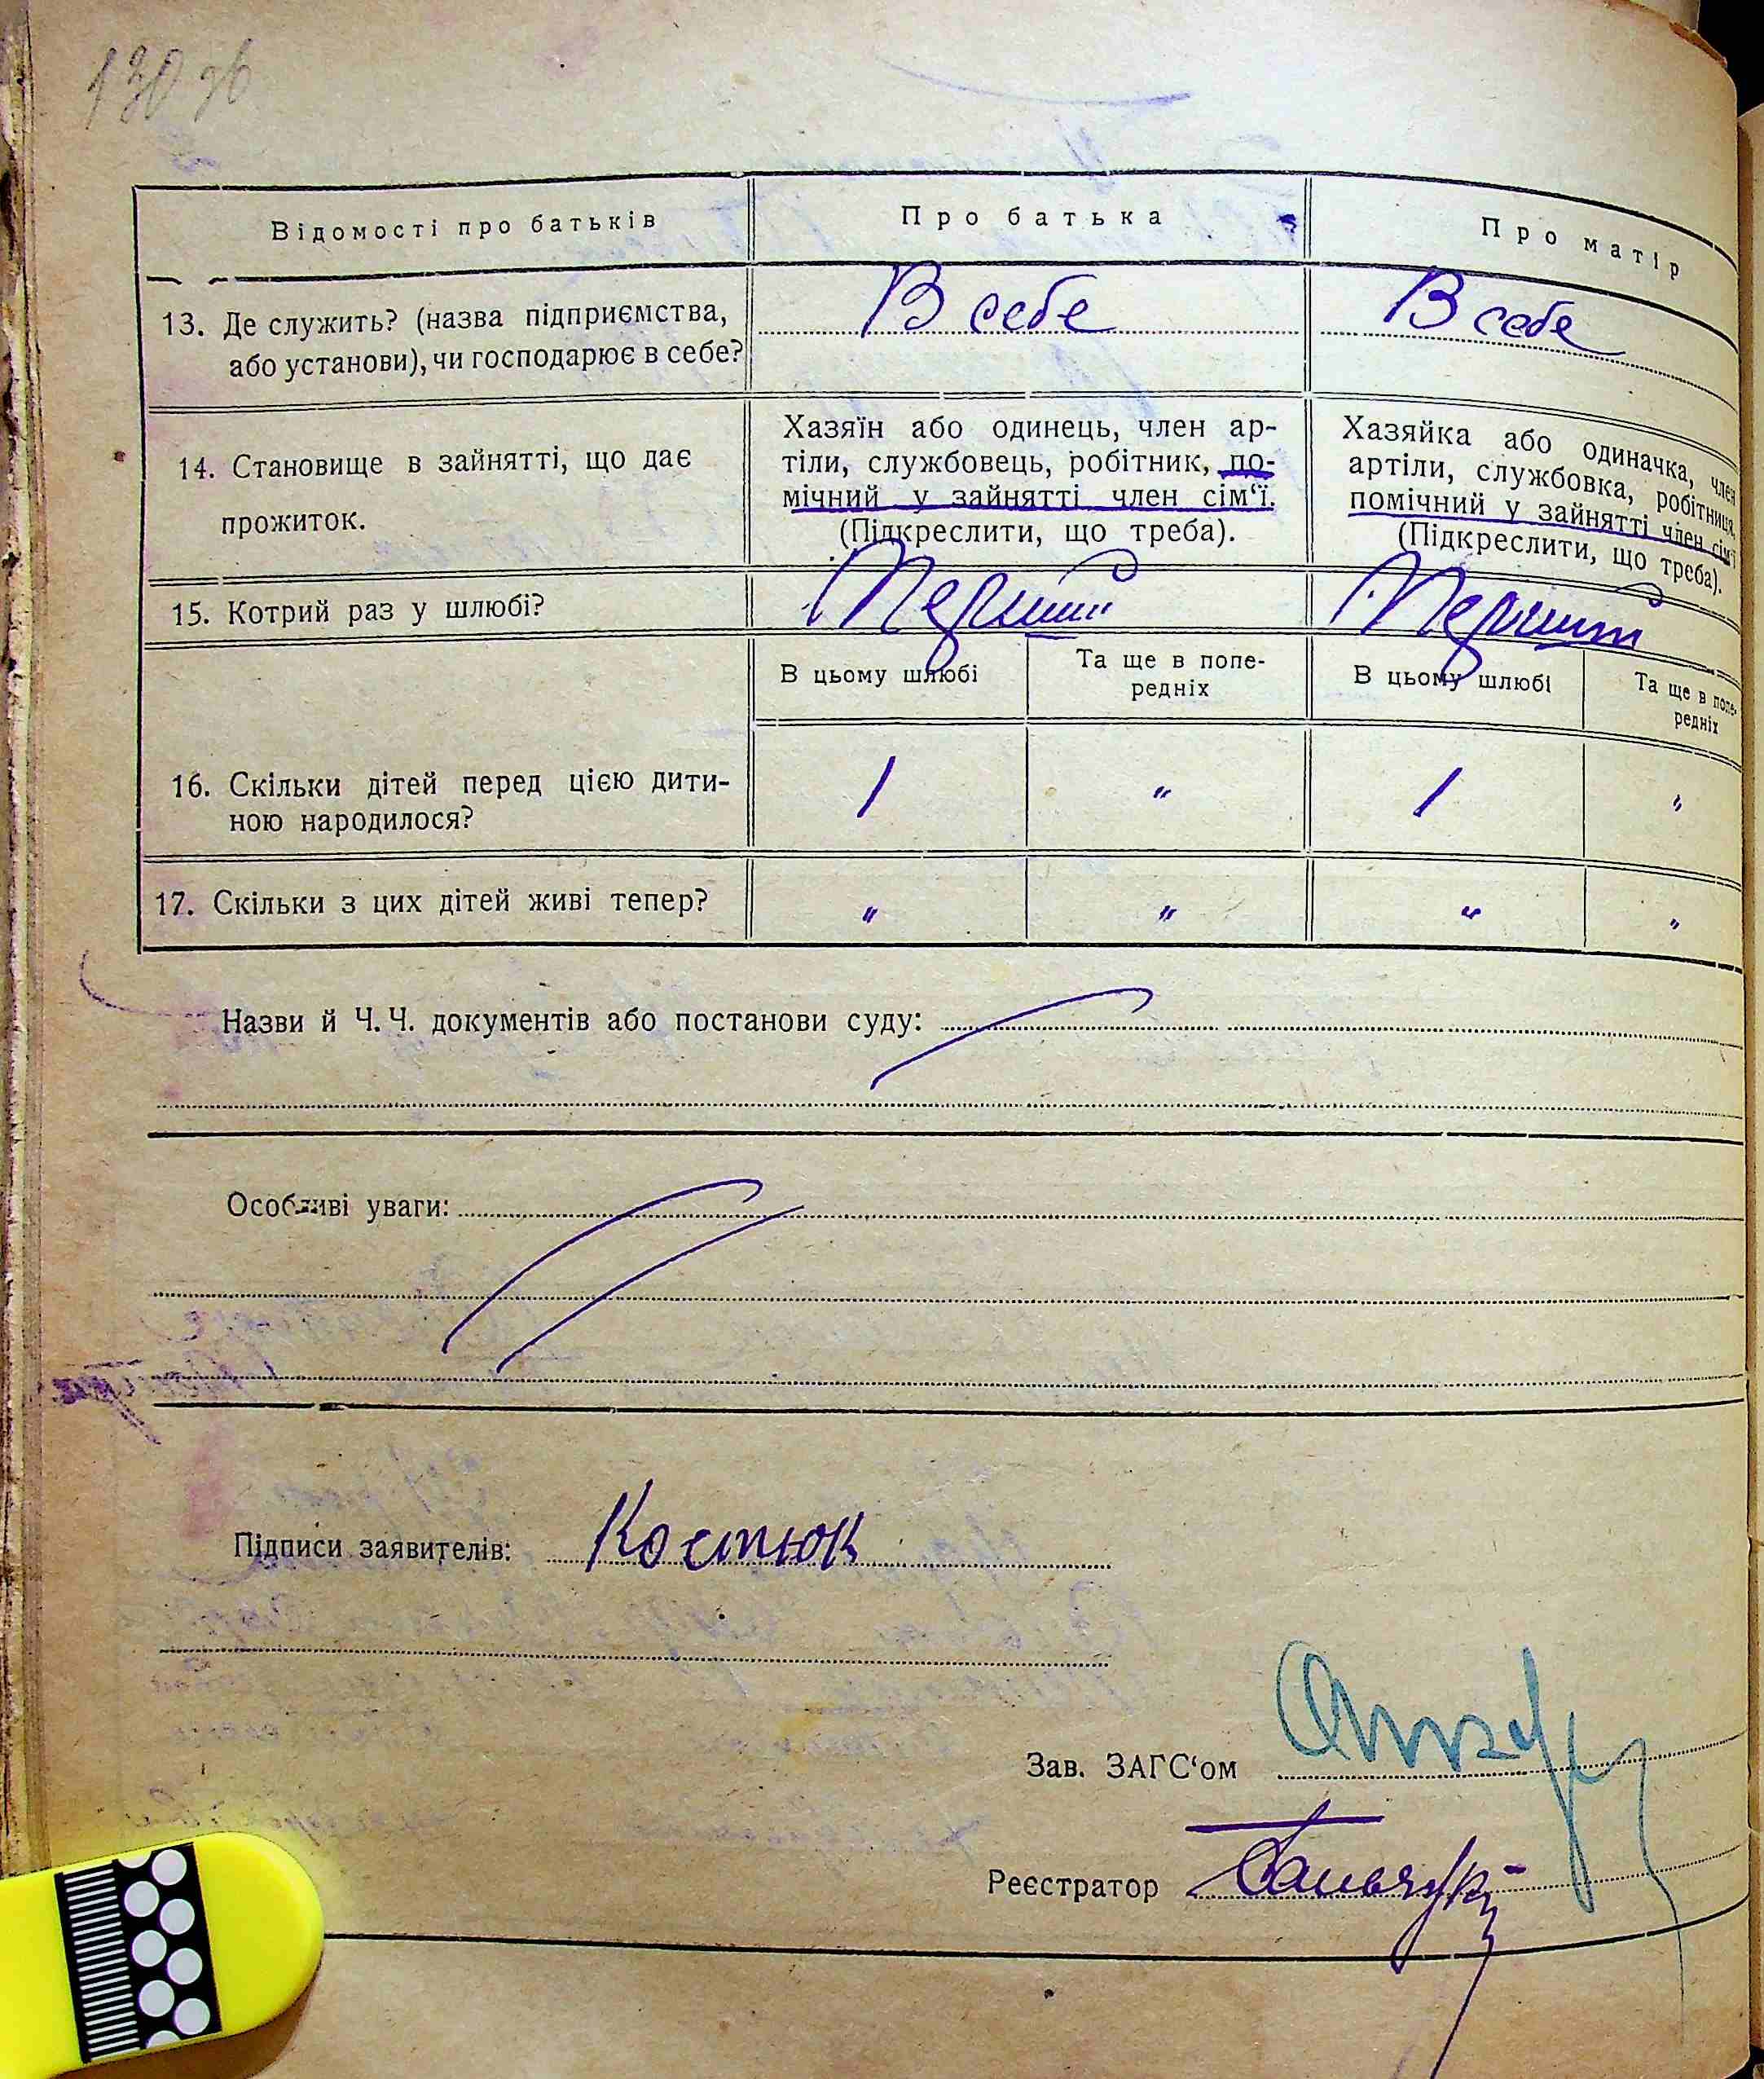 130 зв
Відомості про батьків
Про батька
Про матір
13. Де служить? (назва підприємства,
або установи), чи господарює в себе?
В себе
В себе
14. Становище в зайнятті, що дає
прожиток.
Хазяїн або одинець, член ар-
тіли, службовець, робітник, по-
мічний у зайнятті член сім‘ї.
(Підкреслити, що треба).
Хазяйка або одиначка, член
артіли, службовка, робітниця,
помічний у зайнятті член сім‘ї
(Підкреслити, що треба).
15. Котрий раз у шлюбі?
Перший
Перший
В цьому шлюбі
Та ще в попе-
редніх
В цьому шлюбі
Та ще в попе-
редніх
16. Скільки дітей перед цією дити-
ною народилося?
1 " 1 "
17. Скільки з цих дітей живі тепер?
" " " "
Назви й Ч. Ч. документів або постанови суду:
Особливі уваги:
Підписи заявителів: Костюк
Зав. ЗАГС‘ом
Реєстратор